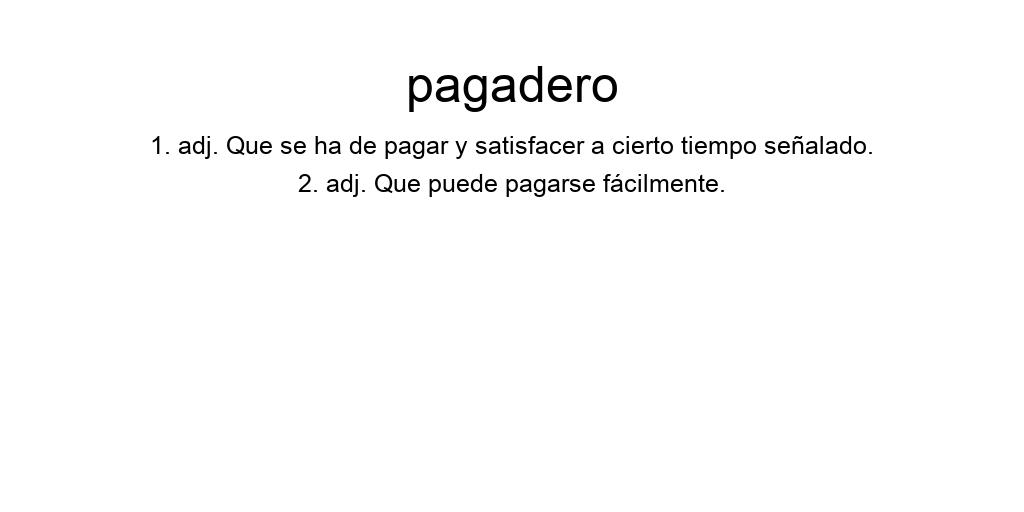 pagadero
1. adj. Que se ha de pagar y satisfacer a cierto tiempo señalado.
2. adj. Que puede pagarse fácilmente.